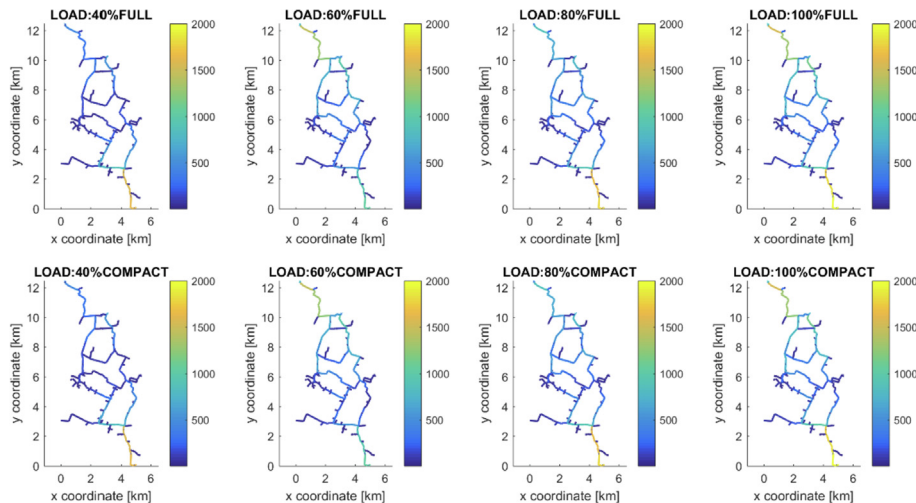 LOAD:40%FULL
12
10
8
6
4
2
0
y coordinate [km]
0 2 4 6
x coordinate [km]
2000
1500
1000
500
LOAD:60%FULL
12
10
8
6
4
2
0
y coordinate [km]
0 2 4 6
x coordinate [km]
2000
1500
1000
500
LOAD:80%FULL
12
10
8
6
4
2
0
y coordinate [km]
0 2 4 6
x coordinate [km]
2000
1500
1000
500
LOAD:100%FULL
12
10
8
6
4
2
0
y coordinate [km]
0 2 4 6
x coordinate [km]
2000
1500
1000
500
LOAD:40%COMPACT
12
10
8
6
4
2
0
y coordinate [km]
0 2 4 6
x coordinate [km]
2000
1500
1000
500
LOAD:60%COMPACT
12
10
8
6
4
2
0
y coordinate [km]
0 2 4 6
x coordinate [km]
2000
1500
1000
500
LOAD:80%COMPACT
12
10
8
6
4
2
0
y coordinate [km]
0 2 4 6
x coordinate [km]
2000
1500
1000
500
LOAD:100%COMPACT
12
10
8
6
4
2
0
y coordinate [km]
0 2 4 6
x coordinate [km]
2000
1500
1000
500